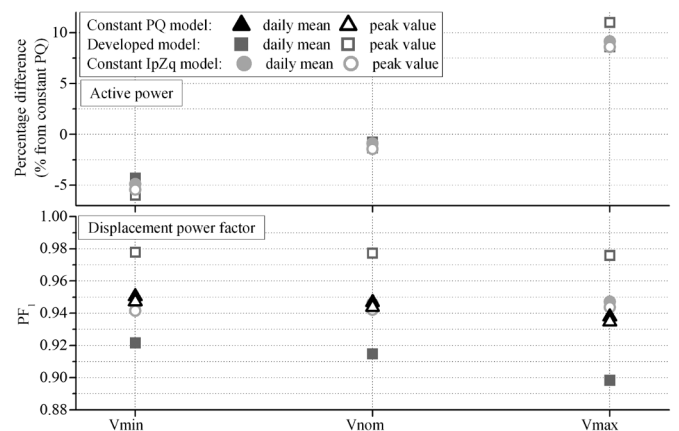 Constant PQ model: daily mean peak value
Developed model: daily mean peak value
Constant IpZq model: daily mean peak value
Active power
Percentage difference
(% from constant PQ)
10
5
0
-5
Displacement power factor
PF1
1.00
0.98
0.96
0.94
0.92
0.90
0.88
Vmin Vnom Vmax